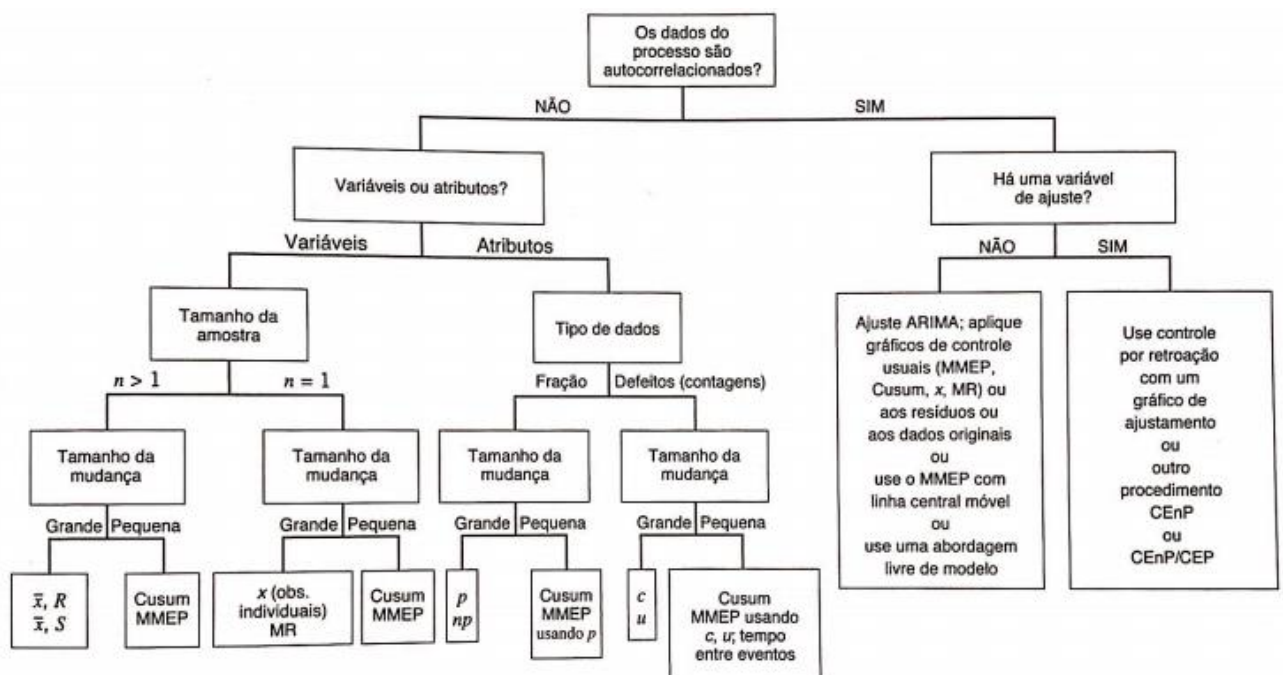 Os dados do
processo são
autocorrelacionados?
NÃO
SIM
Variáveis ou atributos?
Há uma variável
de ajuste?
Variáveis
Atributos
NÃO
SIM
Tamanho da
amostra
Tipo de dados
Ajuste ARIMA; aplique
gráficos de controle
usuais (MMEP,
Cusum, x, MR) ou
aos resíduos ou
aos dados originais
ou
use o MMEP com
linha central móvel
ou
use uma abordagem
livre de modelo
Use controle
por retroação
com um
gráfico de
ajustamento
ou
outro
procedimento
CEnP
ou
CEnP/CEP
n > 1
n = 1
Fração
Defeitos (contagens)
Tamanho da
mudança
Tamanho da
mudança
Tamanho da
mudança
Tamanho da
mudança
Grande
Pequena
Grande
Pequena
Grande
Pequena
Grande
Pequena
x̄, R
x̄, S
Cusum
MMEP
x (obs.
individuais)
MR
Cusum
MMEP
p
np
Cusum
MMEP
usando p
c
u
Cusum
MMEP usando
c, u; tempo
entre eventos